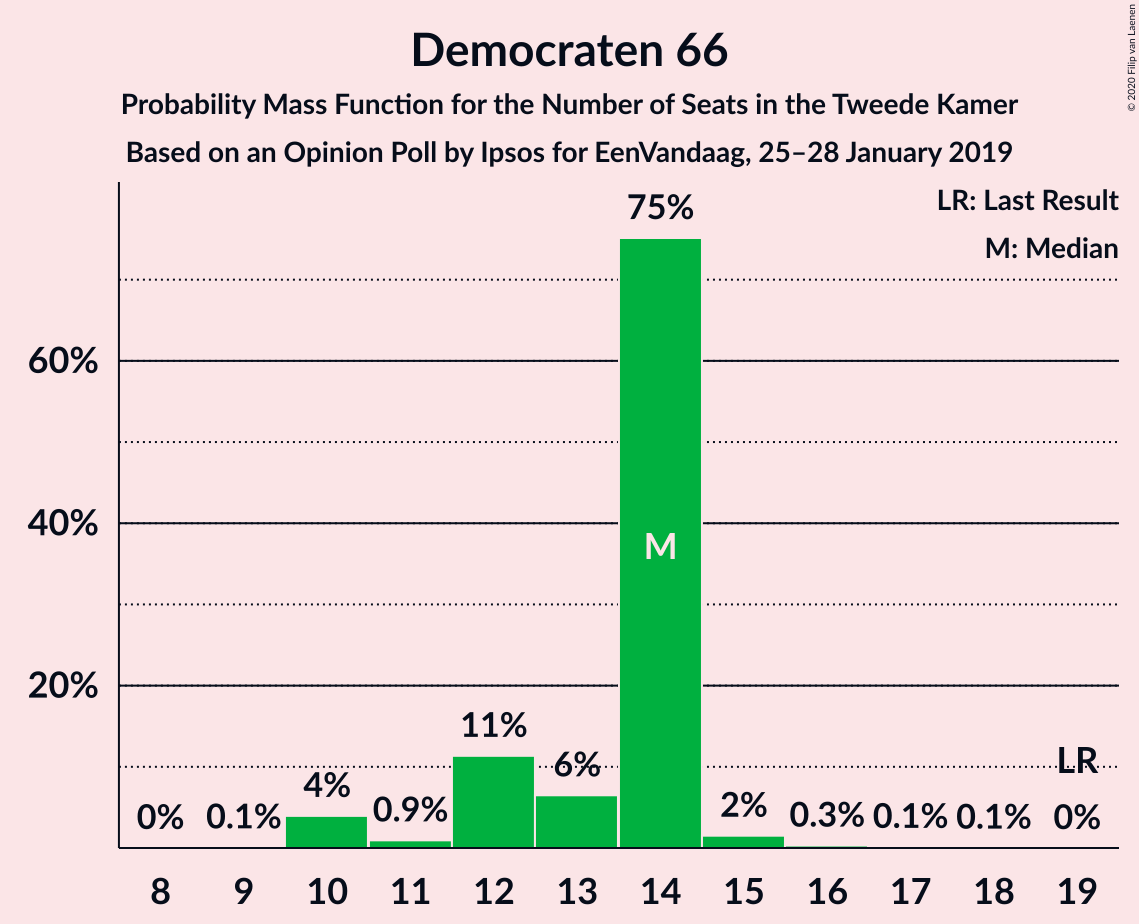 Democraten 66
Probability Mass Function for the Number of Seats in the Tweede Kamer
Based on an Opinion Poll by Ipsos for EenVandaag, 25–28 January 2019
© 2020 Filip van Laenen
LR: Last Result
M: Median
75%
60%
40%
M
20%
11%
6%
LR
4%
0%
0.1%
0.9%
2%
0.3%
0.1%
0.1%
0%
8 9 10 11 12 13 14 15 16 17 18 19